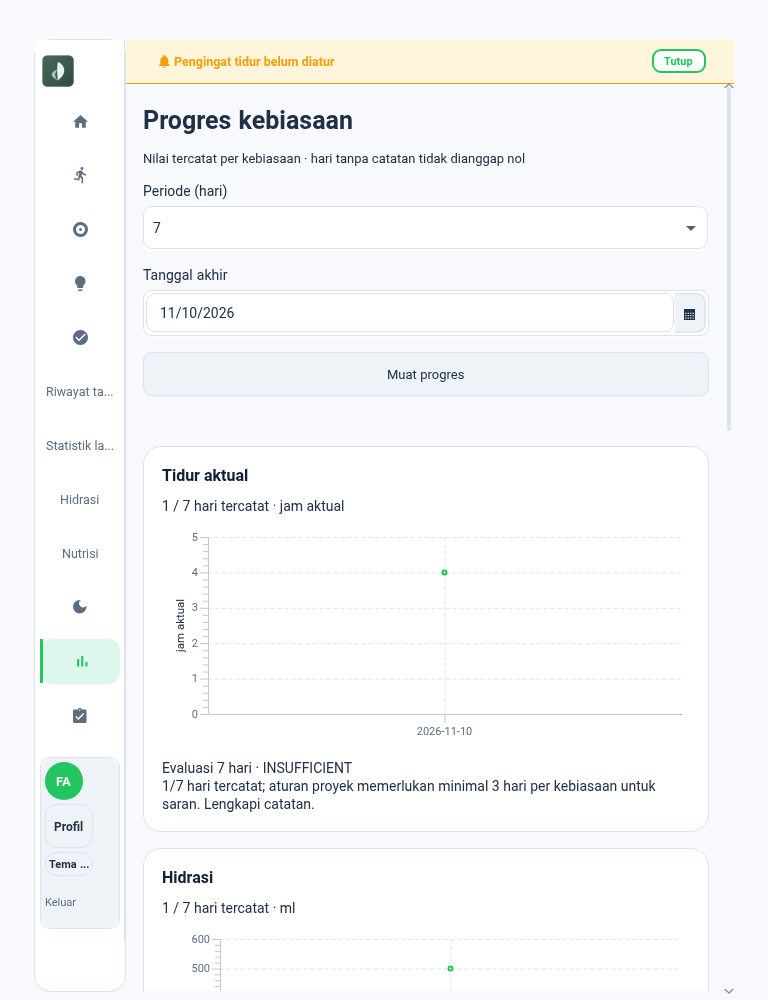 Pengingat tidur belum diatur
Tutup
Progres kebiasaan
Nilai tercatat per kebiasaan · hari tanpa catatan tidak dianggap nol
Periode (hari)
7
Tanggal akhir
11/10/2026
Muat progres
Riwayat ta...
Statistik la...
Hidrasi
Nutrisi
FA
Profil
Tema ...
Keluar
Tidur aktual
1 / 7 hari tercatat · jam aktual
5
4
3
2
1
0
jam aktual
2026-11-10
Evaluasi 7 hari · INSUFFICIENT
1/7 hari tercatat; aturan proyek memerlukan minimal 3 hari per kebiasaan untuk
saran. Lengkapi catatan.
Hidrasi
1 / 7 hari tercatat · ml
600
500